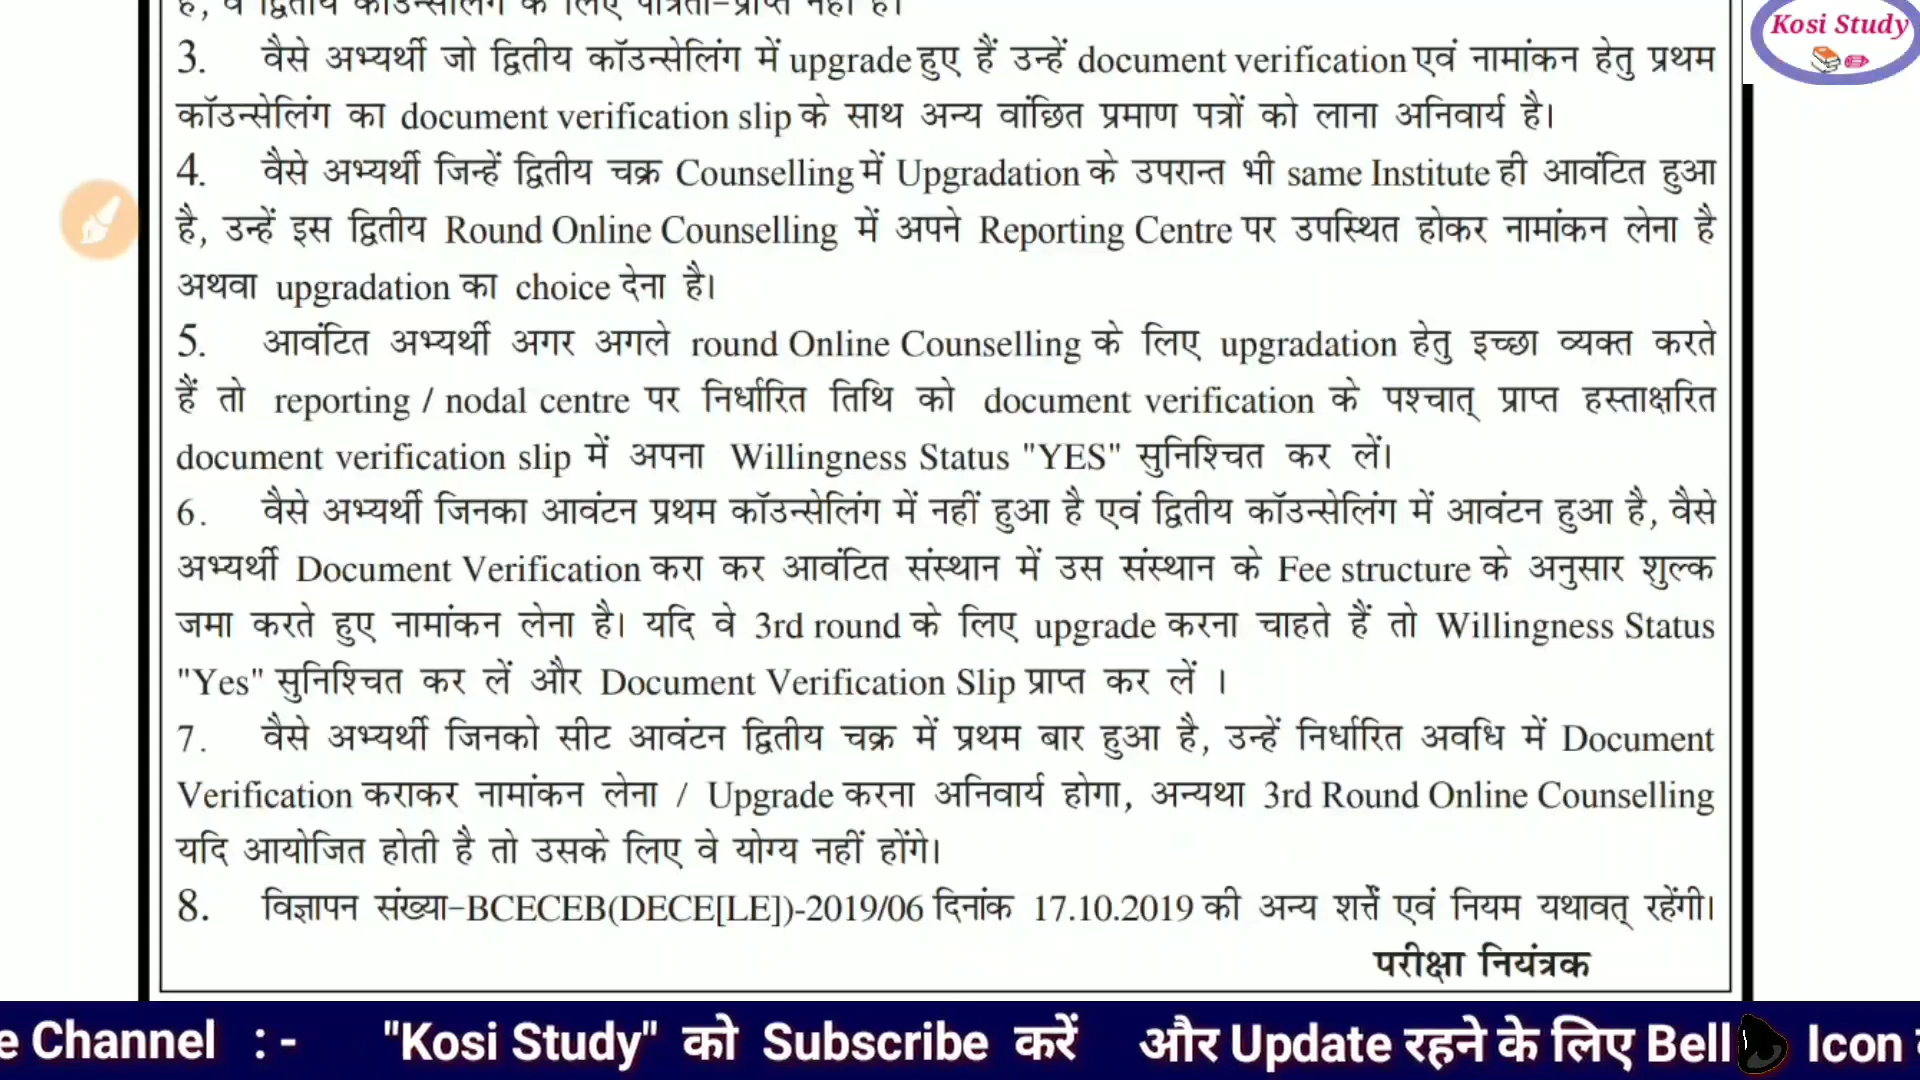 हैं, वे द्वितीय काउन्सेलिंग के लिए पात्रता-प्राप्त नहीं हैं।
Kosi Study
3. वैसे अभ्यर्थी जो द्वितीय कॉउन्सेलिंग में upgrade हुए हैं उन्हें document verification एवं नामांकन हेतु प्रथम
कॉउन्सेलिंग का document verification slip के साथ अन्य वांछित प्रमाण पत्रों को लाना अनिवार्य है।
4. वैसे अभ्यर्थी जिन्हें द्वितीय चक्र Counselling में Upgradation के उपरान्त भी same Institute ही आवंटित हुआ
है, उन्हें इस द्वितीय Round Online Counselling में अपने Reporting Centre पर उपस्थित होकर नामांकन लेना है
अथवा upgradation का choice देना है।
5. आवंटित अभ्यर्थी अगर अगले round Online Counselling के लिए upgradation हेतु इच्छा व्यक्त करते
हैं तो reporting / nodal centre पर निर्धारित तिथि को document verification के पश्चात् प्राप्त हस्ताक्षरित
document verification slip में अपना Willingness Status "YES" सुनिश्चित कर लें।
6. वैसे अभ्यर्थी जिनका आवंटन प्रथम कॉउन्सेलिंग में नहीं हुआ है एवं द्वितीय कॉउन्सेलिंग में आवंटन हुआ है, वैसे
अभ्यर्थी Document Verification करा कर आवंटित संस्थान में उस संस्थान के Fee structure के अनुसार शुल्क
जमा करते हुए नामांकन लेना है। यदि वे 3rd round के लिए upgrade करना चाहते हैं तो Willingness Status
"Yes" सुनिश्चित कर लें और Document Verification Slip प्राप्त कर लें ।
7. वैसे अभ्यर्थी जिनको सीट आवंटन द्वितीय चक्र में प्रथम बार हुआ है, उन्हें निर्धारित अवधि में Document
Verification कराकर नामांकन लेना / Upgrade करना अनिवार्य होगा, अन्यथा 3rd Round Online Counselling
यदि आयोजित होती है तो उसके लिए वे योग्य नहीं होंगे।
8. विज्ञापन संख्या-BCECEB(DECE[LE])-2019/06 दिनांक 17.10.2019 की अन्य शर्त्तें एवं नियम यथावत् रहेंगी।
परीक्षा नियंत्रक
e Channel : - "Kosi Study" को Subscribe करें और Update रहने के लिए Bell Icon